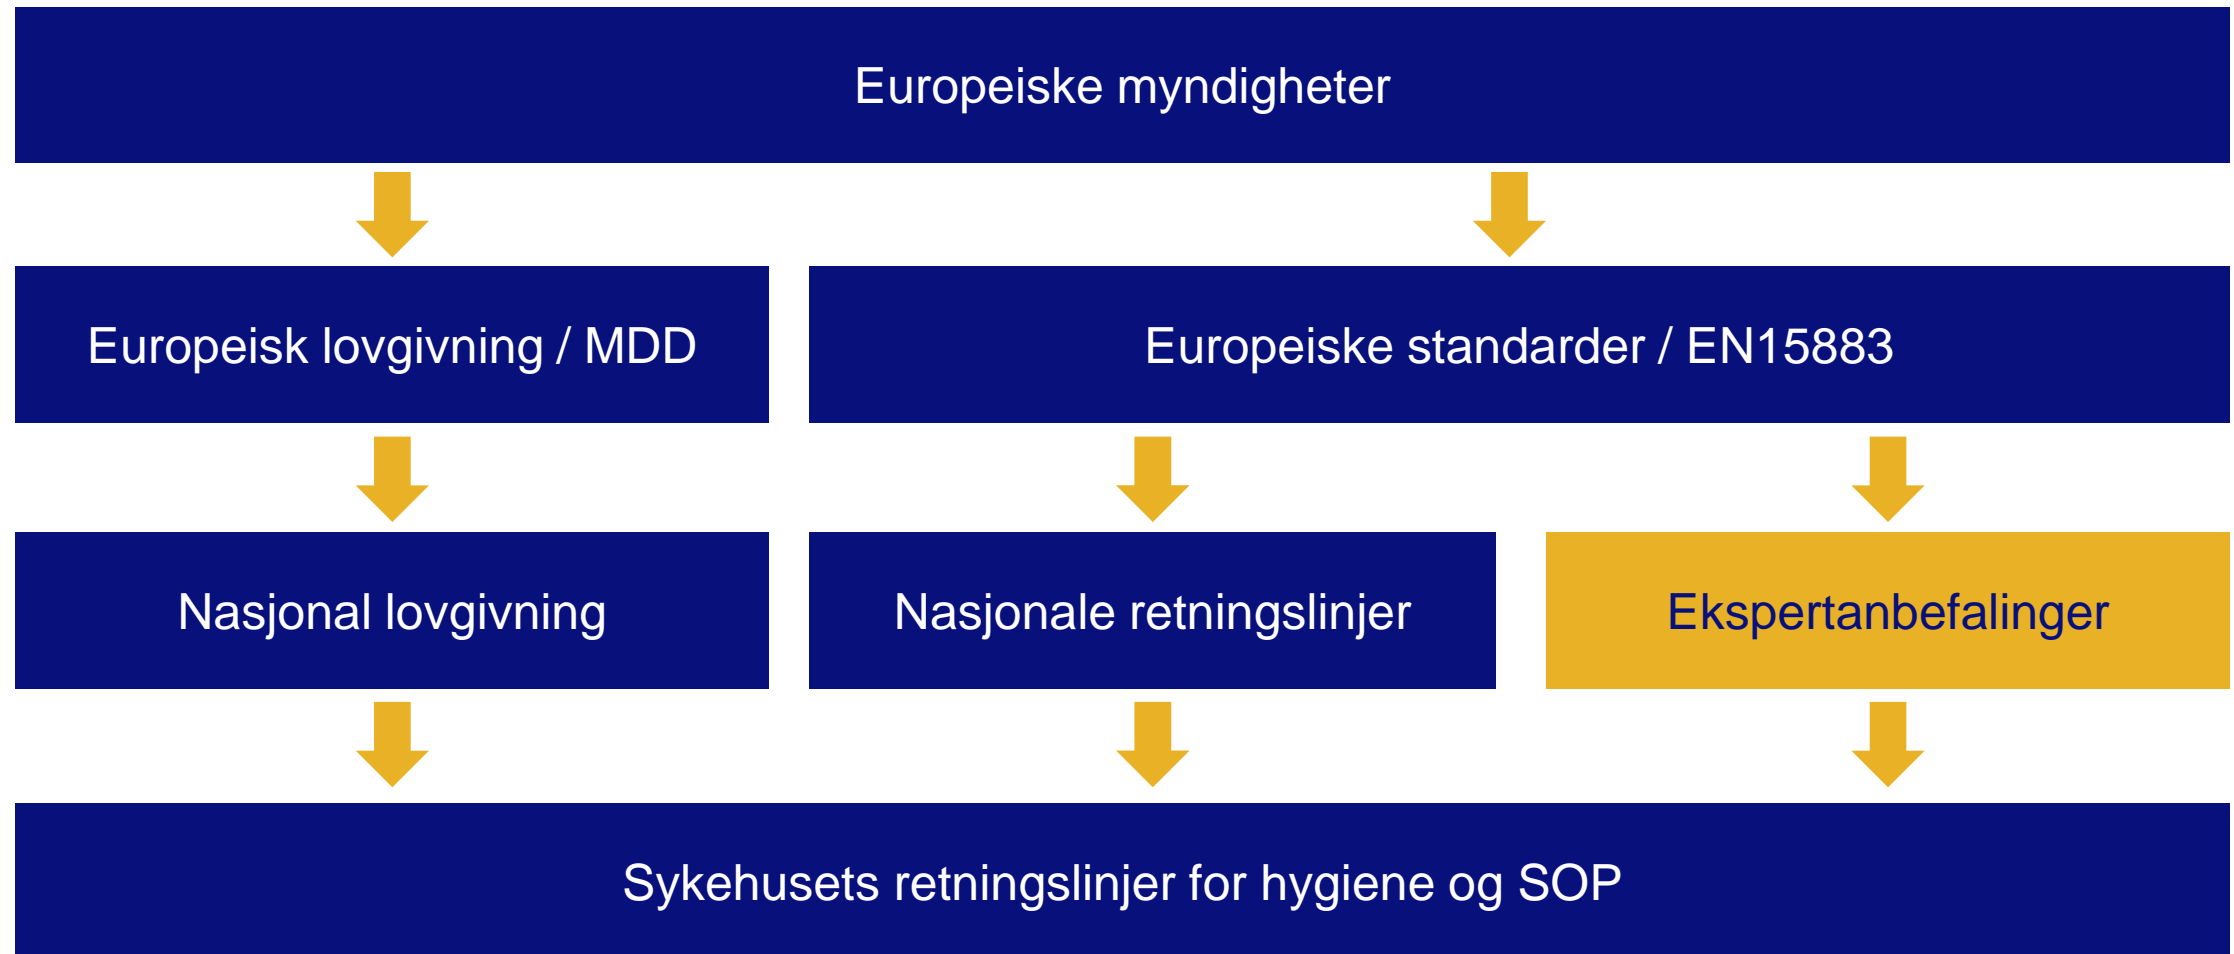 Europeiske myndigheter
Europeisk lovgivning / MDD
Europeiske standarder / EN15883
Nasjonal lovgivning
Nasjonale retningslinjer
Ekspertanbefalinger
Sykehusets retningslinjer for hygiene og SOP